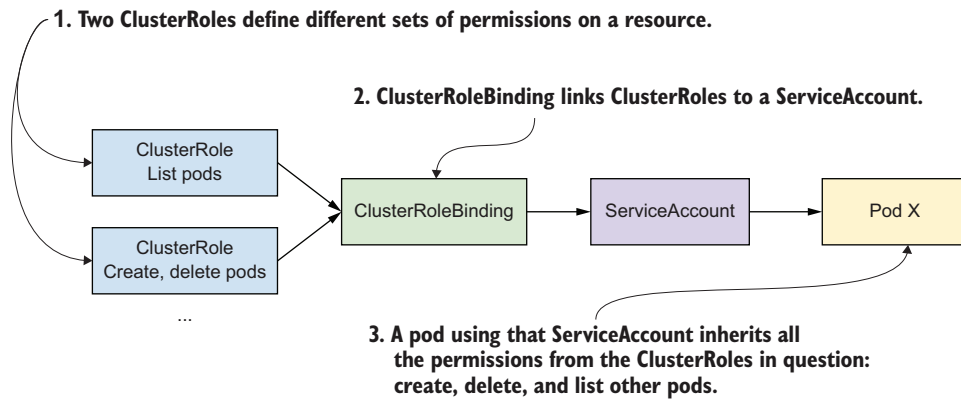 1. Two ClusterRoles define different sets of permissions on a resource.
2. ClusterRoleBinding links ClusterRoles to a ServiceAccount.
ClusterRole
List pods
ClusterRoleBinding
ServiceAccount
Pod X
ClusterRole
Create, delete pods
...
3. A pod using that ServiceAccount inherits all
the permissions from the ClusterRoles in question:
create, delete, and list other pods.